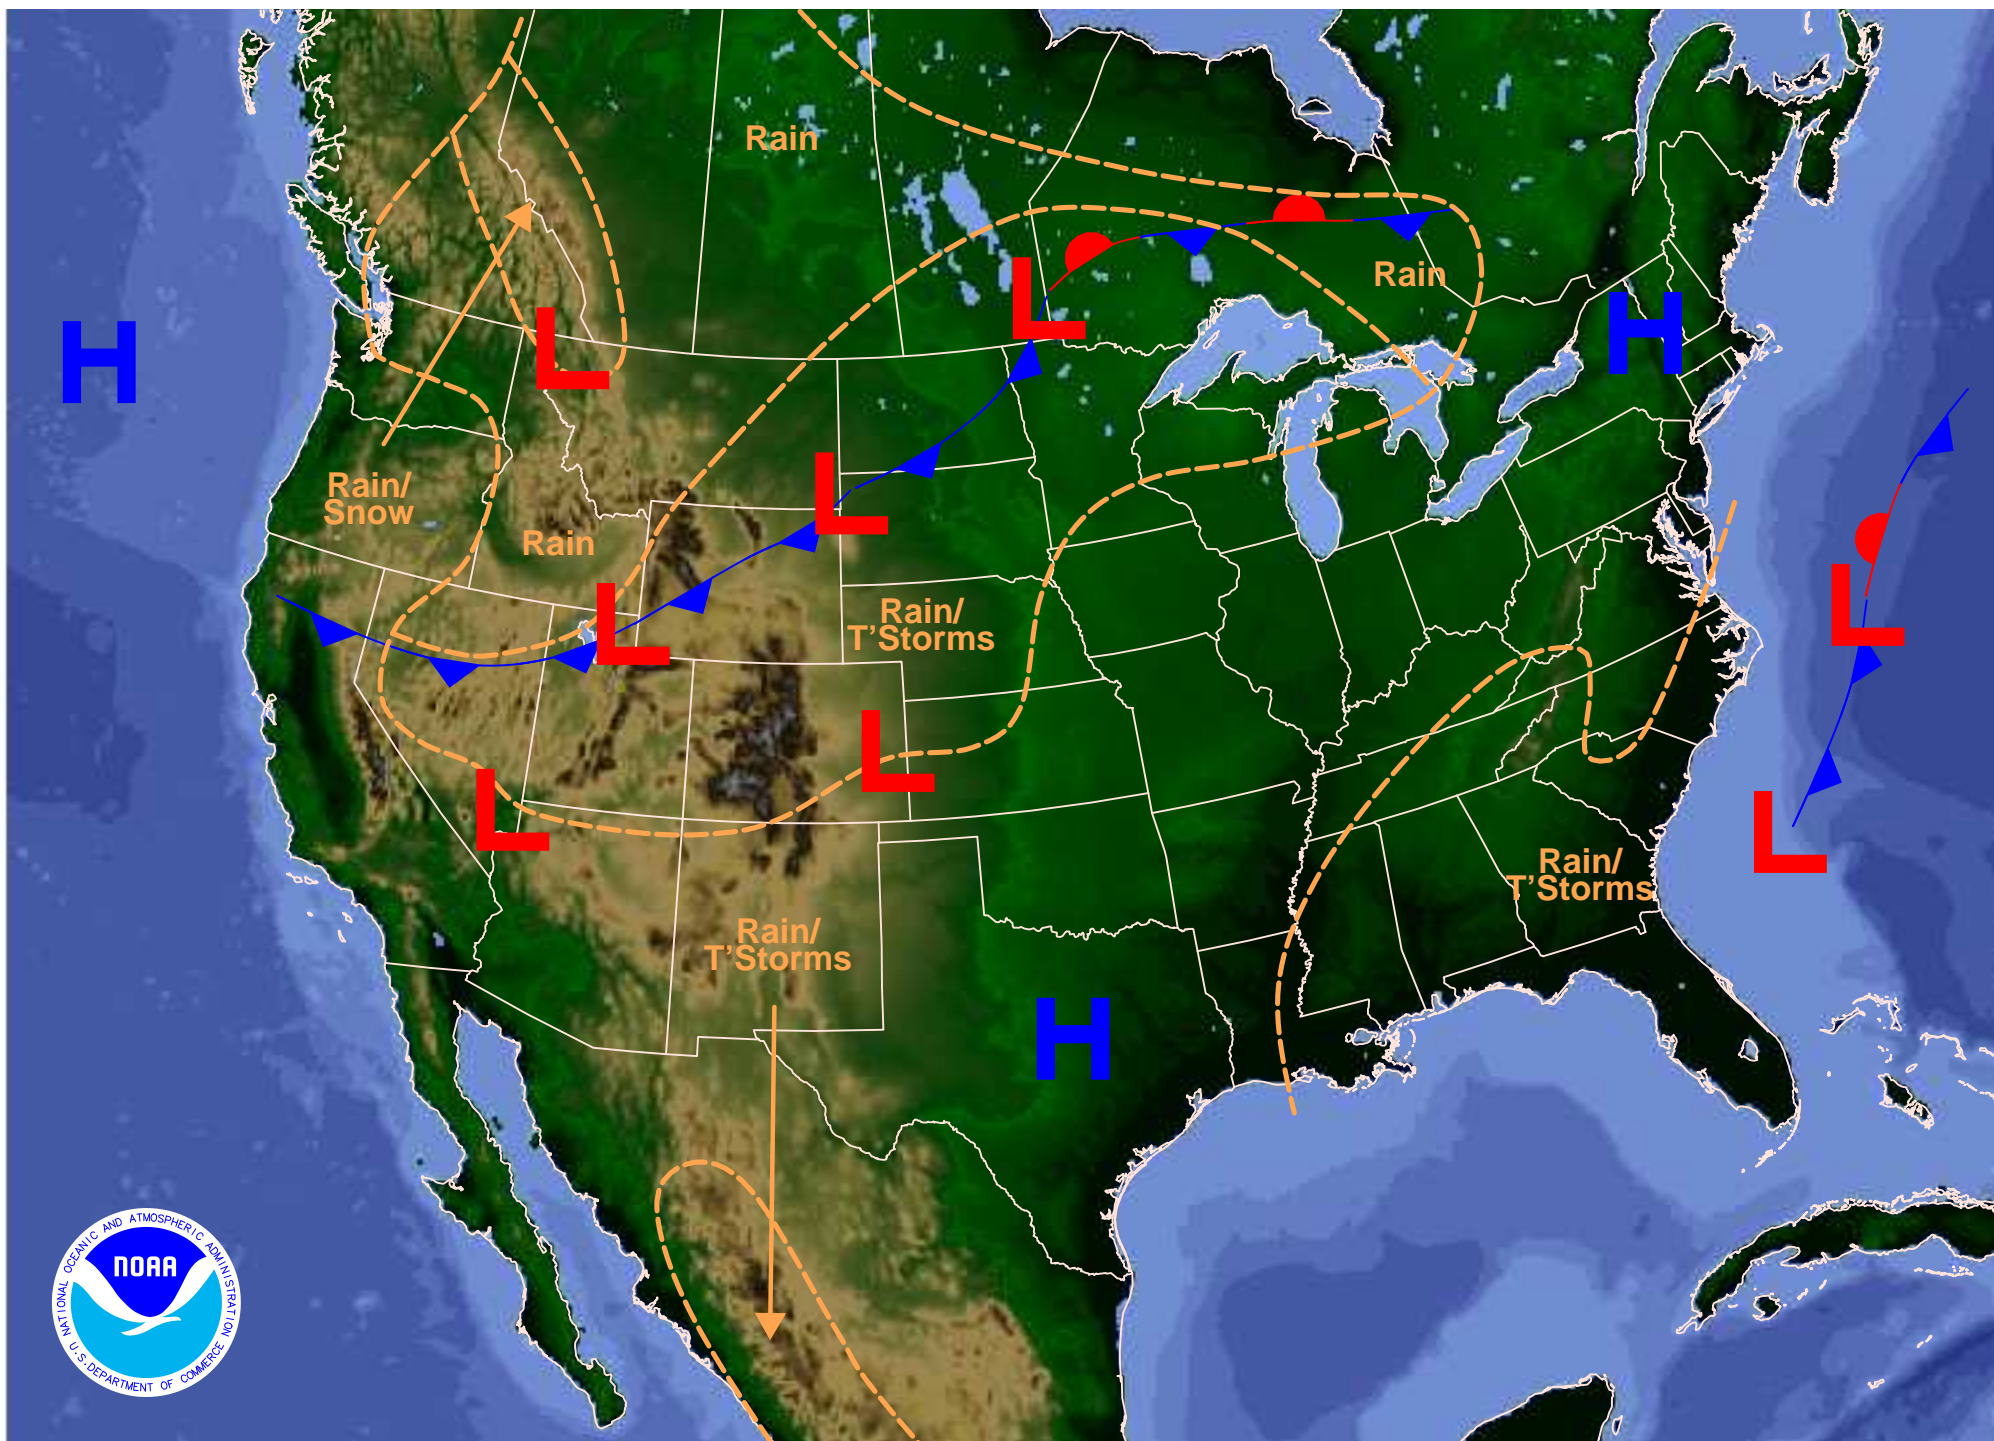 Rain
Rain
H
H
L
L
Rain/
Snow
L
Rain
L
L
Rain/
T'Storms
L
L
L
Rain/
T'Storms
Rain/
T'Storms
H
NATIONAL OCEANIC AND ATMOSPHERIC ADMINISTRATION
NOAA
U.S. DEPARTMENT OF COMMERCE